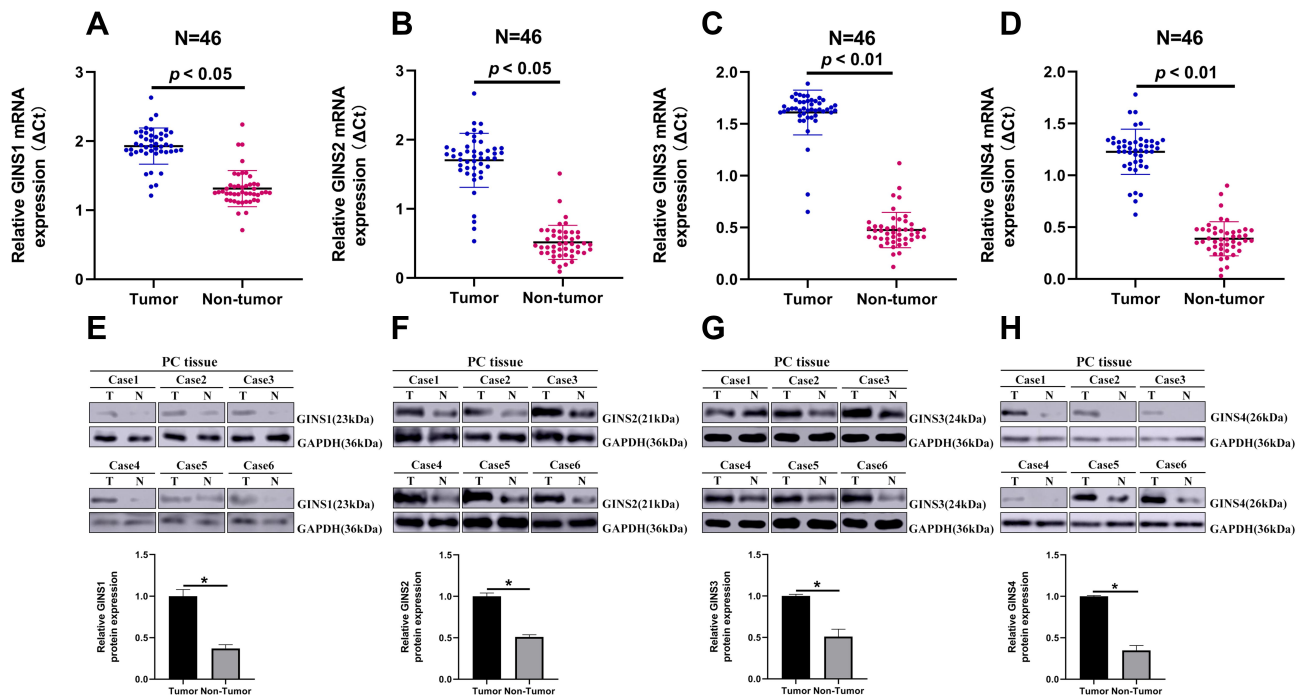 A
N=46
p < 0.05
Relative GINS1 mRNA
expression (ΔCt)
3
2
1
0
Tumor Non-tumor
B
N=46
p < 0.05
Relative GINS2 mRNA
expression (ΔCt)
3
2
1
0
Tumor Non-tumor
C
N=46
p < 0.01
Relative GINS3 mRNA
expression (ΔCt)
2.0
1.5
1.0
0.5
0.0
Tumor Non-tumor
D
N=46
p < 0.01
Relative GINS4 mRNA
expression (ΔCt)
2.0
1.5
1.0
0.5
0.0
Tumor Non-tumor
E
PC tissue
Case1 Case2 Case3
T N T N T N
GINS1(23kDa)
GAPDH(36kDa)
Case4 Case5 Case6
T N T N T N
GINS1(23kDa)
GAPDH(36kDa)
Relative GINS1
protein expression
1.5
1.0
0.5
0.0
*
Tumor Non-Tumor
F
PC tissue
Case1 Case2 Case3
T N T N T N
GINS2(21kDa)
GAPDH(36kDa)
Case4 Case5 Case6
T N T N T N
GINS2(21kDa)
GAPDH(36kDa)
Relative GINS2
protein expression
1.5
1.0
0.5
0.0
*
Tumor Non-Tumor
G
PC tissue
Case1 Case2 Case3
T N T N T N
GINS3(24kDa)
GAPDH(36kDa)
Case4 Case5 Case6
T N T N T N
GINS3(24kDa)
GAPDH(36kDa)
Relative GINS3
protein expression
1.5
1.0
0.5
0.0
*
Tumor Non-Tumor
H
PC tissue
Case1 Case2 Case3
T N T N T N
GINS4(26kDa)
GAPDH(36kDa)
Case4 Case5 Case6
T N T N T N
GINS4(26kDa)
GAPDH(36kDa)
Relative GINS4
protein expression
1.5
1.0
0.5
0.0
*
Tumor Non-Tumor